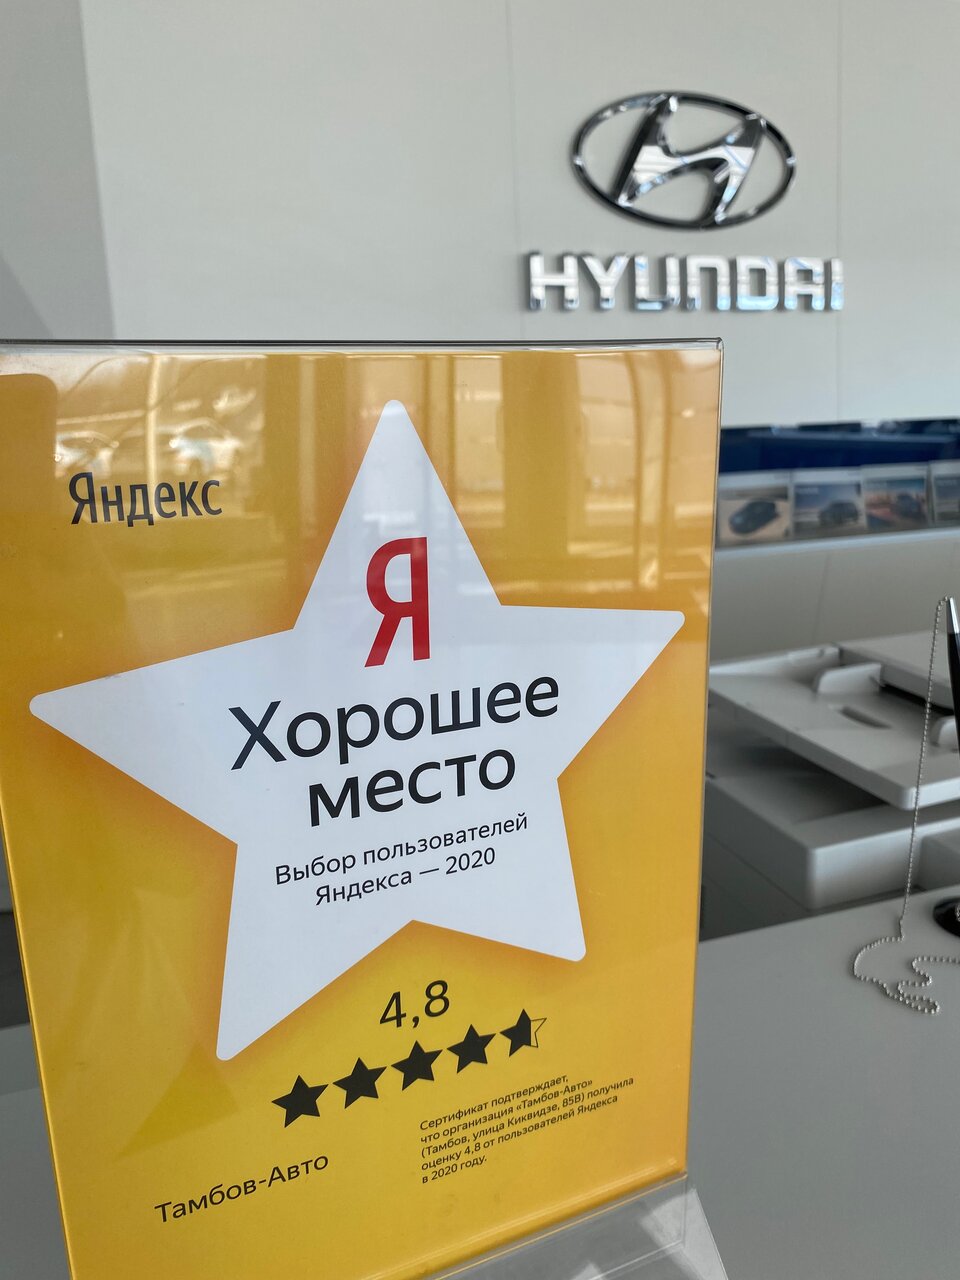 HYUNDAI
Яндекс
Я
Хорошее
место
Выбор пользователей
Яндекса — 2020
4,8
Сертификат подтверждает,
что организация «Тамбов-Авто»
(Тамбов, улица Киквидзе, 85В) получила
оценку 4,8 от пользователей Яндекса
в 2020 году.
Тамбов-Авто